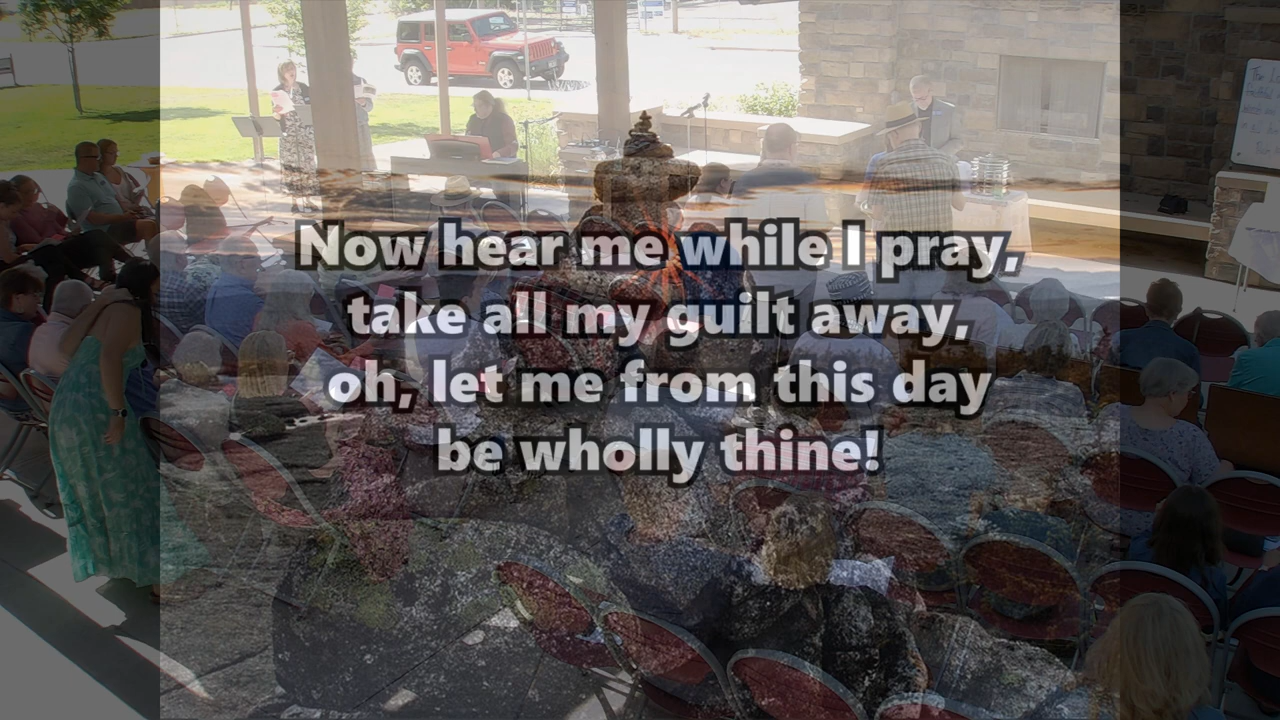 Now hear me while I pray,
take all my guilt away,
oh, let me from this day
be wholly thine!